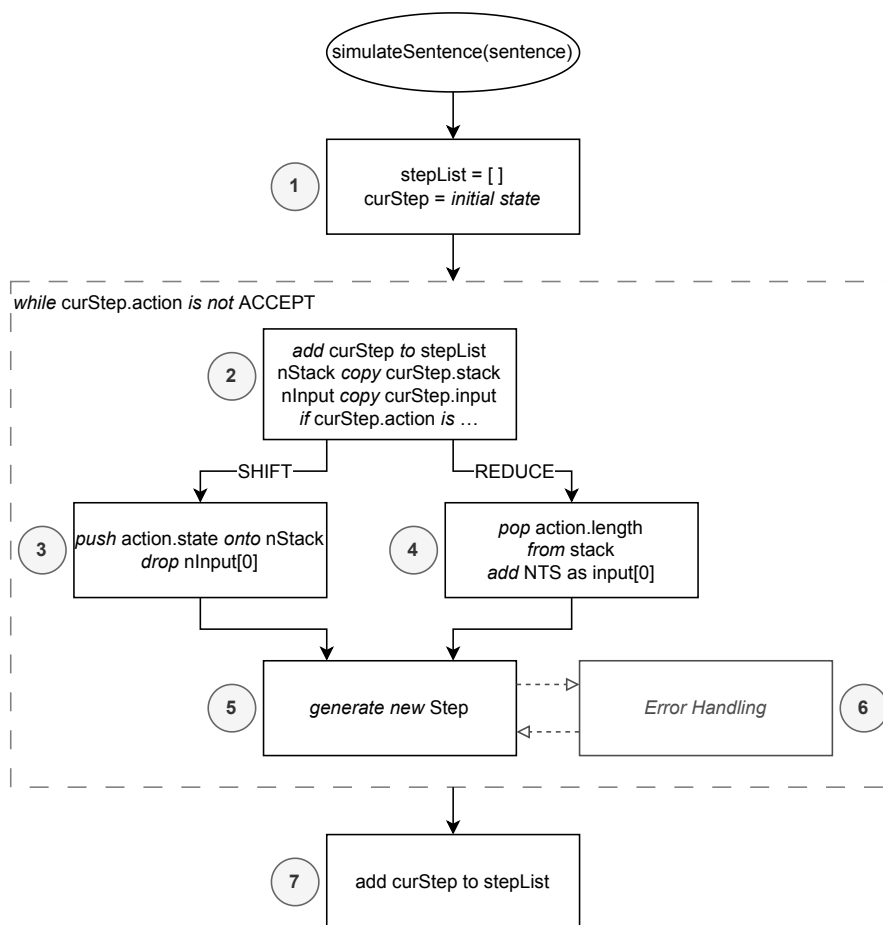 simulateSentence(sentence)
1
stepList = [ ]
curStep = initial state
while curStep.action is not ACCEPT
2
add curStep to stepList
nStack copy curStep.stack
nInput copy curStep.input
if curStep.action is …
SHIFT
REDUCE
3
push action.state onto nStack
drop nInput[0]
4
pop action.length
from stack
add NTS as input[0]
5
generate new Step
Error Handling
6
7
add curStep to stepList